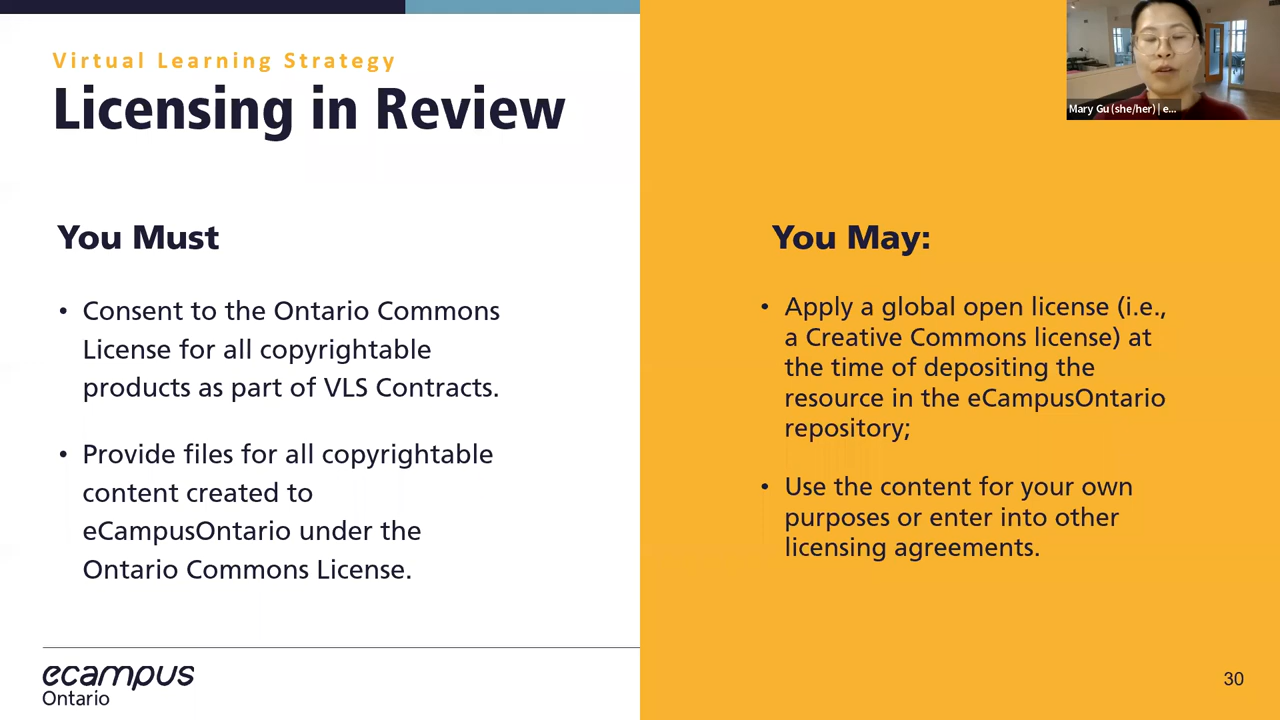 Virtual Learning Strategy
Licensing in Review
You Must
• Consent to the Ontario Commons
License for all copyrightable
products as part of VLS Contracts.
• Provide files for all copyrightable
content created to
eCampusOntario under the
Ontario Commons License.
ecampus
Ontario
Mary Gu (she/her) | e...
You May:
• Apply a global open license (i.e.,
a Creative Commons license) at
the time of depositing the
resource in the eCampusOntario
repository;
• Use the content for your own
purposes or enter into other
licensing agreements.
30